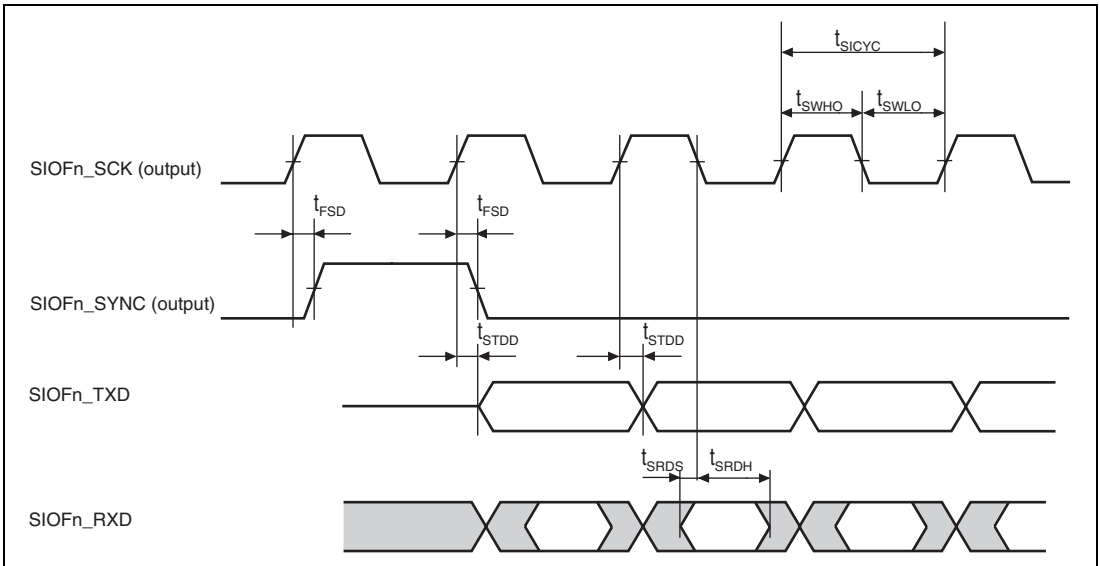 tSICYC
tSWHO tSWLO
SIOFn_SCK (output)
tFSD tFSD
SIOFn_SYNC (output)
tSTDD tSTDD
SIOFn_TXD
tSRDS tSRDH
SIOFn_RXD